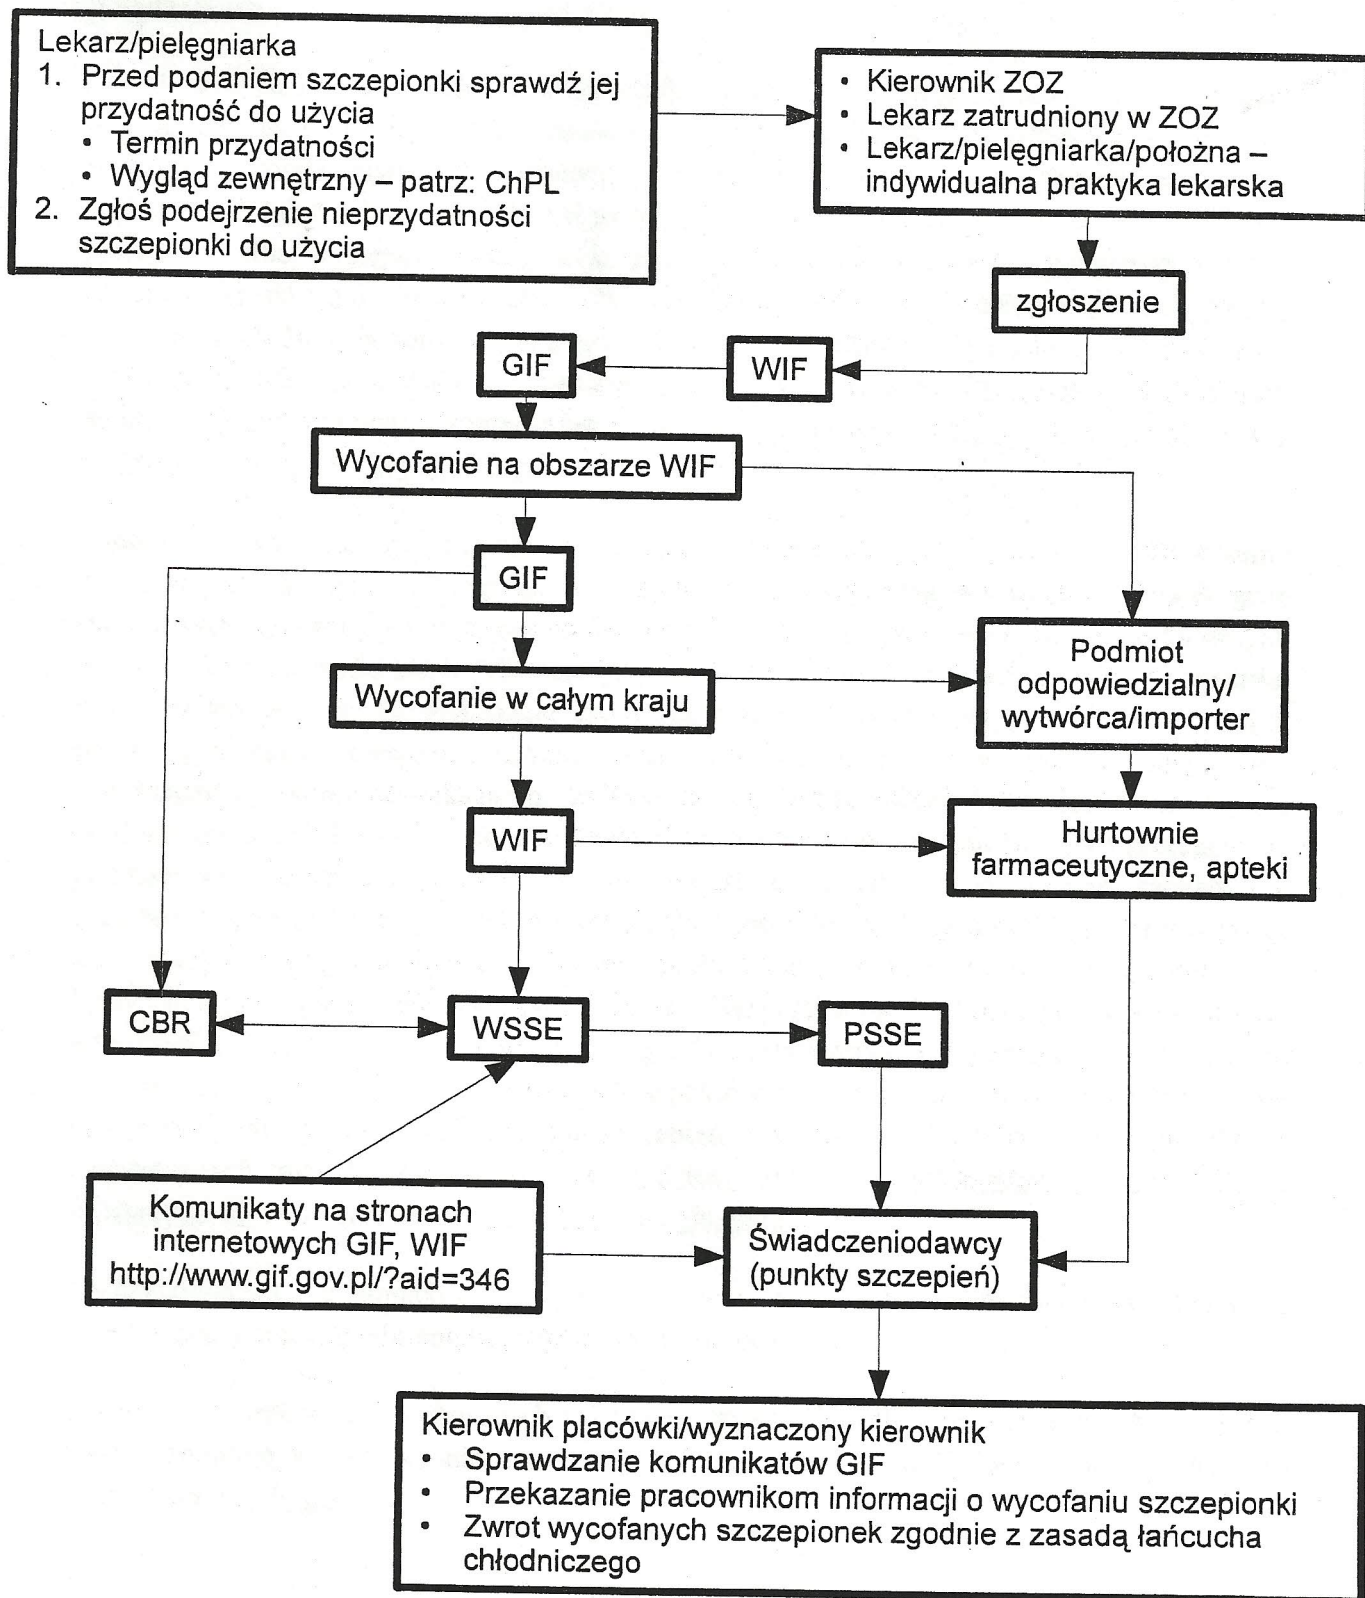 Lekarz/pielęgniarka
1. Przed podaniem szczepionki sprawdź jej
przydatność do użycia
• Termin przydatności
• Wygląd zewnętrzny – patrz: ChPL
2. Zgłoś podejrzenie nieprzydatności
szczepionki do użycia
• Kierownik ZOZ
• Lekarz zatrudniony w ZOZ
• Lekarz/pielęgniarka/położna –
indywidualna praktyka lekarska
zgłoszenie
GIF
WIF
Wycofanie na obszarze WIF
GIF
Wycofanie w całym kraju
Podmiot
odpowiedzialny/
wytwórca/importer
WIF
Hurtownie
farmaceutyczne, apteki
CBR
WSSE
PSSE
Komunikaty na stronach
internetowych GIF, WIF
http://www.gif.gov.pl/?aid=346
Świadczeniodawcy
(punkty szczepień)
Kierownik placówki/wyznaczony kierownik
• Sprawdzanie komunikatów GIF
• Przekazanie pracownikom informacji o wycofaniu szczepionki
• Zwrot wycofanych szczepionek zgodnie z zasadą łańcucha
chłodniczego